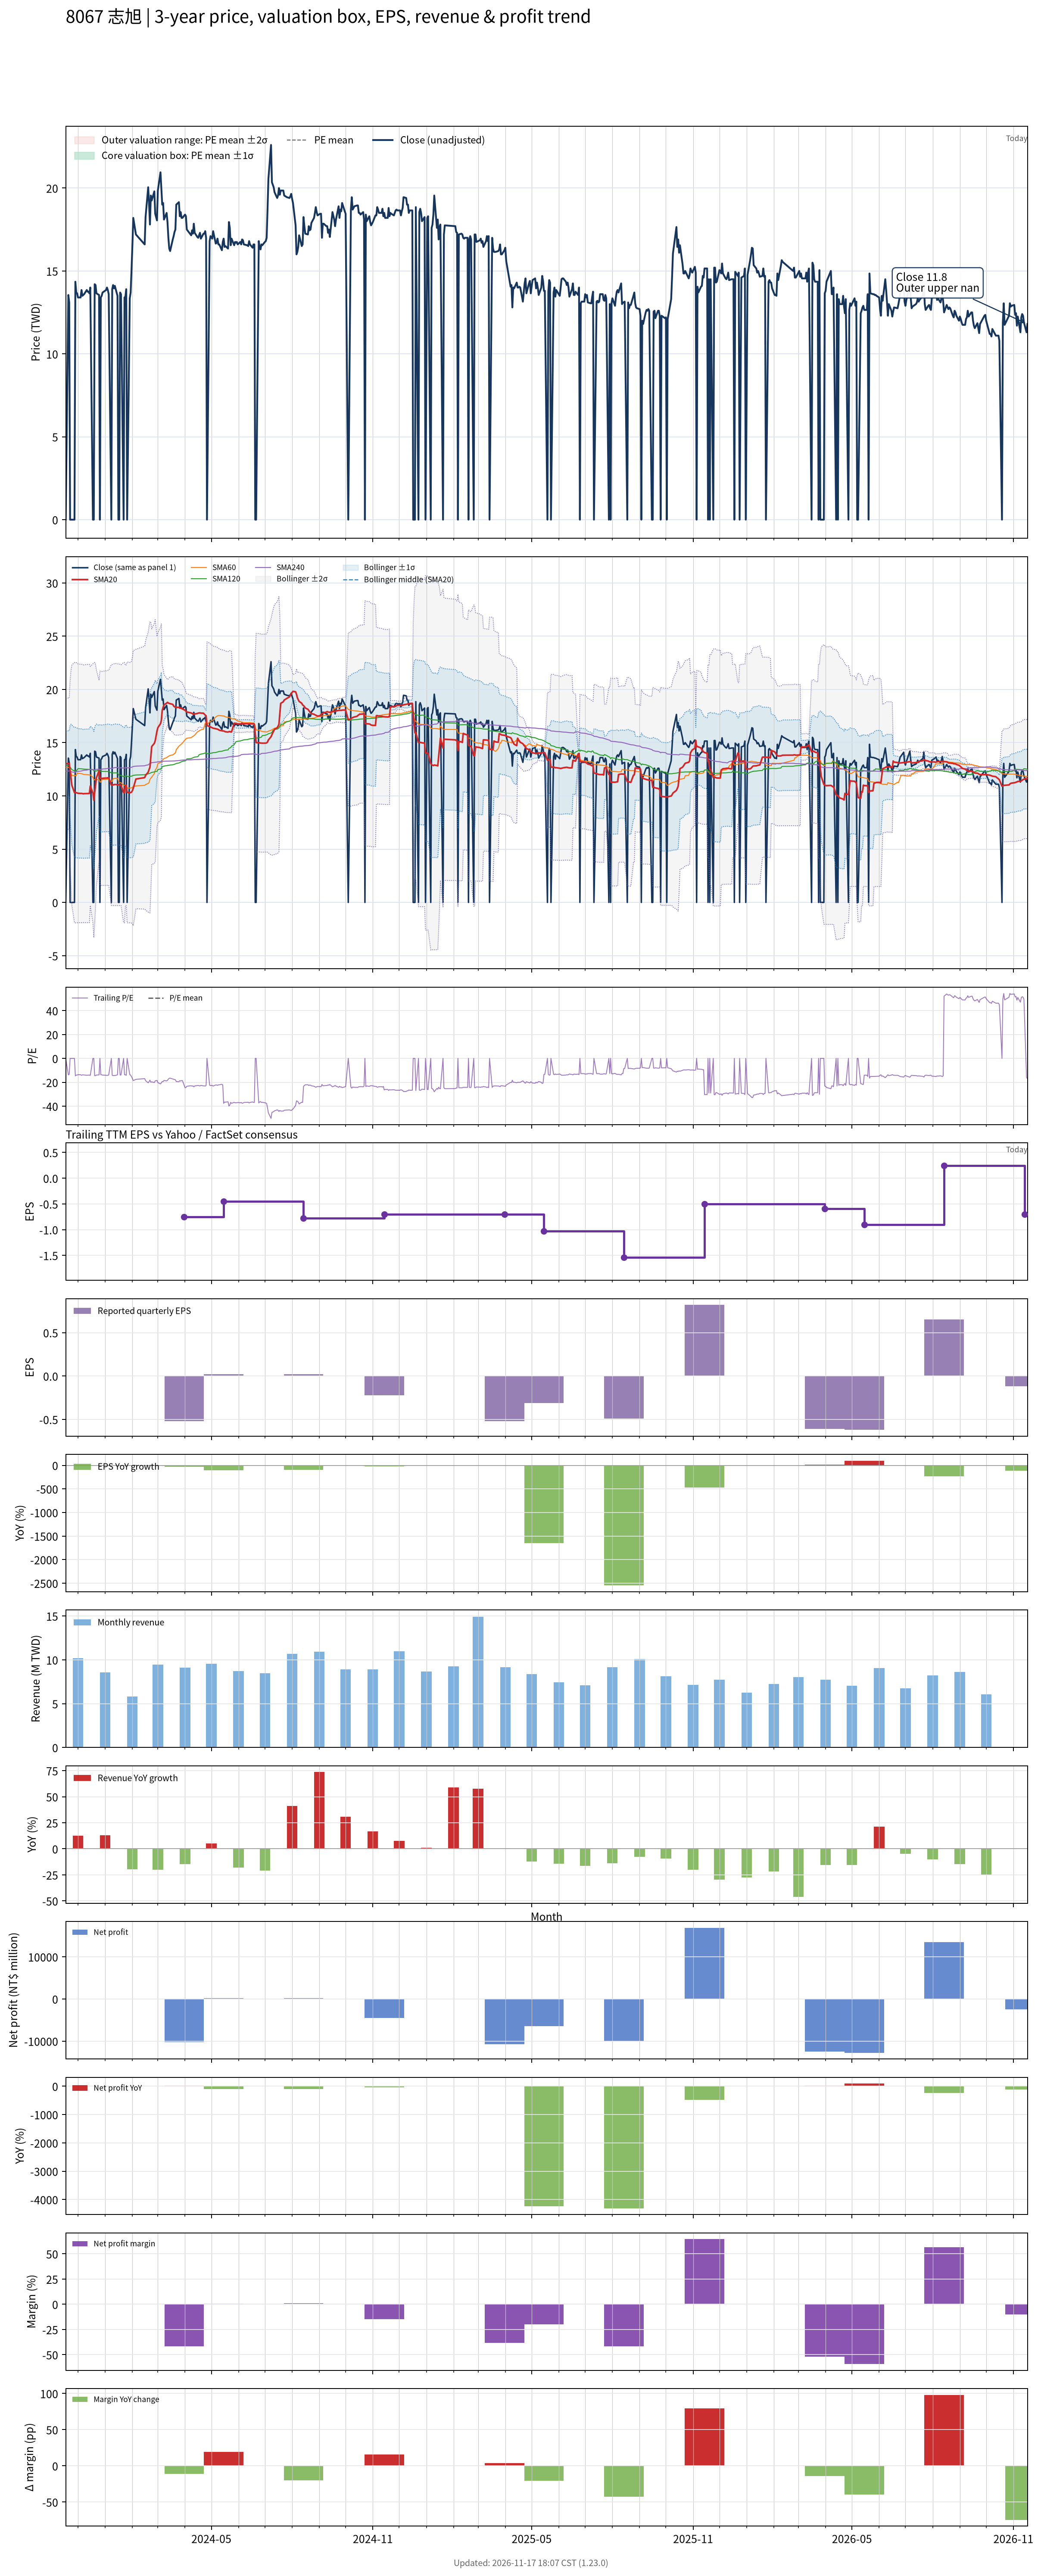 8067 志旭 | 3-year price, valuation box, EPS, revenue & profit trend
Outer valuation range: PE mean ±2σ
Core valuation box: PE mean ±1σ
PE mean
Close (unadjusted)
Today
Close 11.8
Outer upper nan
Price (TWD)
20
15
10
5
0
Close (same as panel 1)
SMA20
SMA60
SMA120
SMA240
Bollinger ±2σ
Bollinger ±1σ
Bollinger middle (SMA20)
Price
30
25
20
15
10
5
0
-5
Trailing P/E
P/E mean
P/E
40
20
0
-20
-40
Trailing TTM EPS vs Yahoo / FactSet consensus
Today
EPS
0.5
0.0
-0.5
-1.0
-1.5
Reported quarterly EPS
EPS
0.5
0.0
-0.5
EPS YoY growth
YoY (%)
0
-500
-1000
-1500
-2000
-2500
Monthly revenue
Revenue (M TWD)
15
10
5
0
Revenue YoY growth
YoY (%)
75
50
25
0
-25
-50
Month
Net profit
Net profit (NT$ million)
10000
0
-10000
Net profit YoY
YoY (%)
0
-1000
-2000
-3000
-4000
Net profit margin
Margin (%)
50
25
0
-25
-50
Margin YoY change
Δ margin (pp)
100
50
0
-50
2024-05
2024-11
2025-05
2025-11
2026-05
2026-11
Updated: 2026-11-17 18:07 CST (1.23.0)